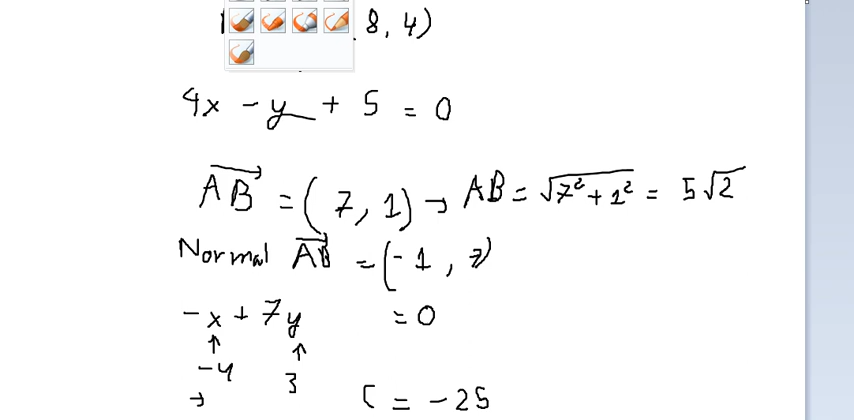 8, 4)
4x - y + 5 = 0
AB = (7, 1) → AB = √7² + 1² = 5√2
Normal AB = (-1, 7)
-x + 7y = 0
↑ ↑
-4 3
→ C = -25